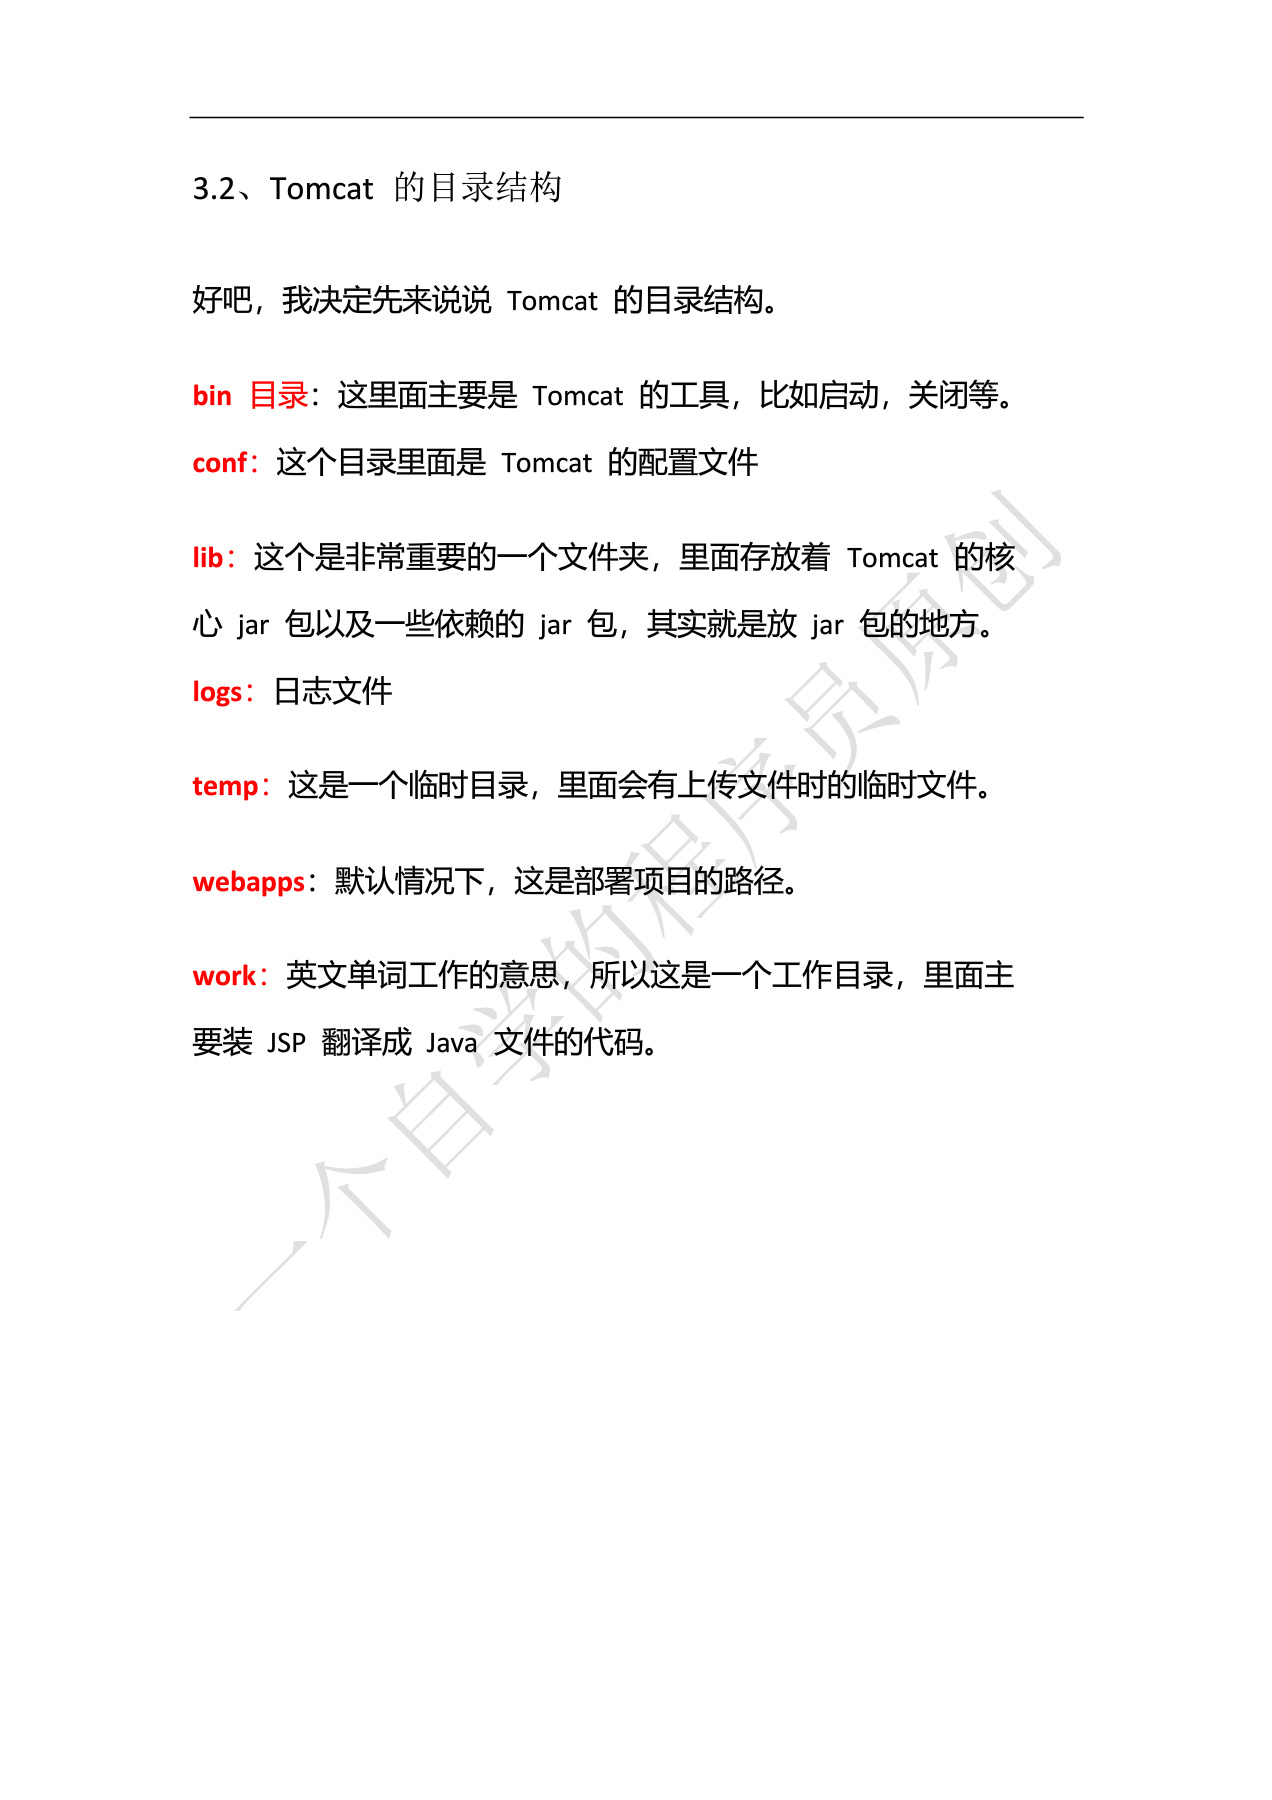 3.2、Tomcat 的目录结构
好吧，我决定先来说说 Tomcat 的目录结构。
bin 目录：这里面主要是 Tomcat 的工具，比如启动，关闭等。
conf：这个目录里面是 Tomcat 的配置文件
lib：这个是非常重要的一个文件夹，里面存放着 Tomcat 的核
心 jar 包以及一些依赖的 jar 包，其实就是放 jar 包的地方。
logs：日志文件
temp：这是一个临时目录，里面会有上传文件时的临时文件。
webapps：默认情况下，这是部署项目的路径。
work：英文单词工作的意思，所以这是一个工作目录，里面主
要装 JSP 翻译成 Java 文件的代码。
一个自学的程序员原创